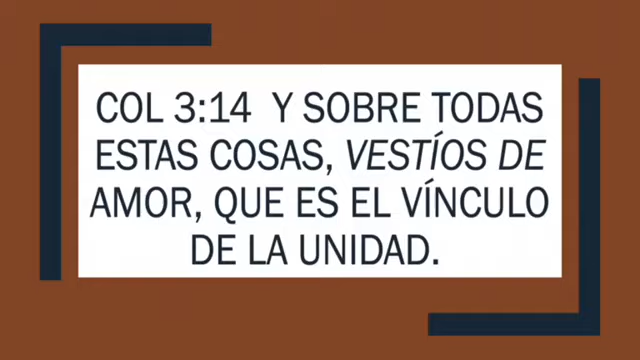 COL 3:14 Y SOBRE TODAS
ESTAS COSAS, VESTÍOS DE
AMOR, QUE ES EL VÍNCULO
DE LA UNIDAD.